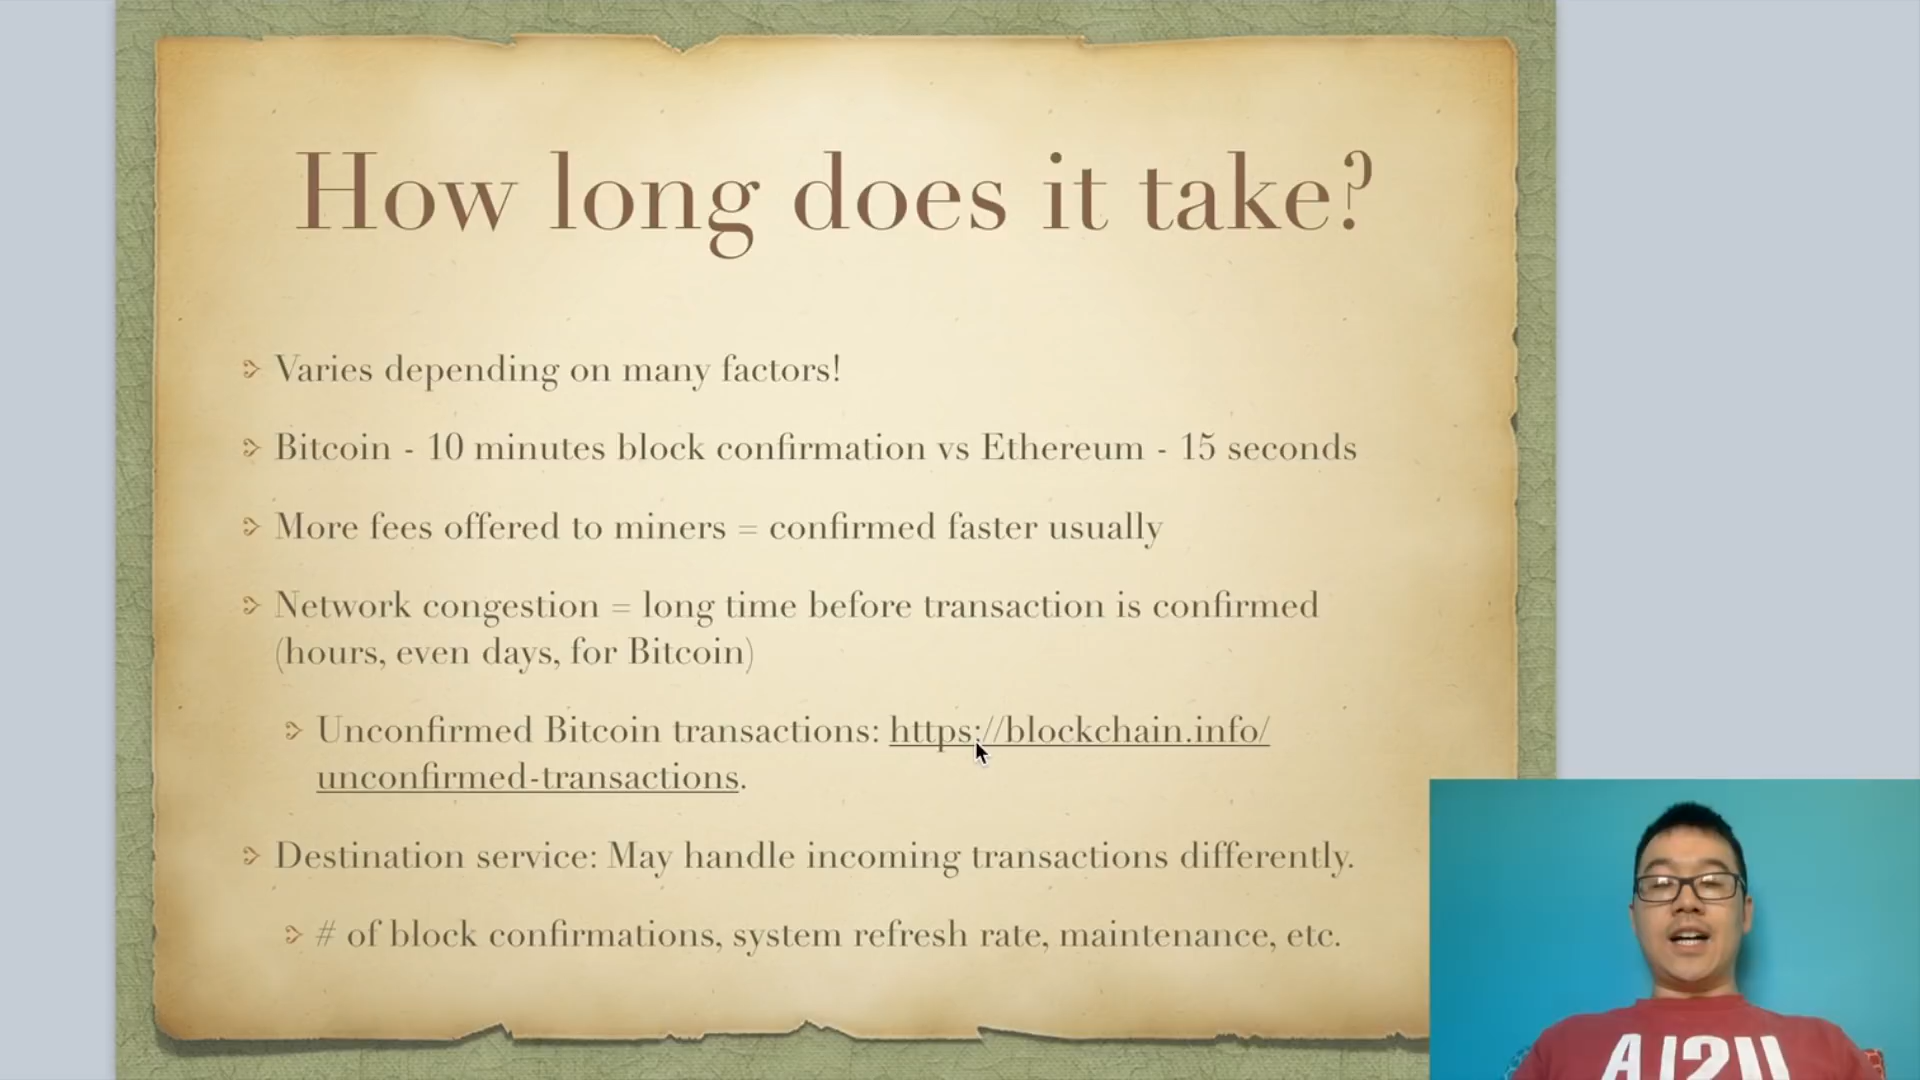 How long does it take?
Varies depending on many factors!
Bitcoin - 10 minutes block confirmation vs Ethereum - 15 seconds
More fees offered to miners = confirmed faster usually
Network congestion = long time before transaction is confirmed
(hours, even days, for Bitcoin)
Unconfirmed Bitcoin transactions: https://blockchain.info/
unconfirmed-transactions.
Destination service: May handle incoming transactions differently.
# of block confirmations, system refresh rate, maintenance, etc.